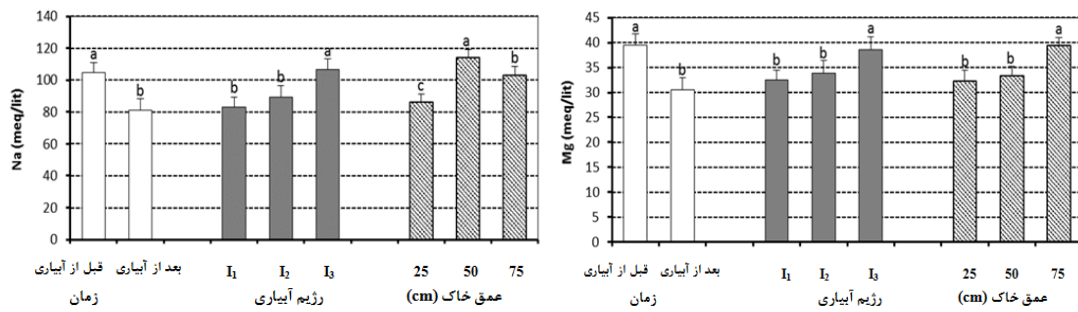 Na (meq/lit)
140
120
100
80
60
40
20
0
a
b
b
b
a
c
a
b
قبل از آبیاری
بعد از آبیاری
I₁
I₂
I₃
25
50
75
زمان
رژیم آبیاری
عمق خاک (cm)
Mg (meq/lit)
45
40
35
30
25
20
15
10
5
0
a
b
b
b
a
b
b
a
قبل از آبیاری
بعد از آبیاری
I₁
I₂
I₃
25
50
75
زمان
رژیم آبیاری
عمق خاک (cm)